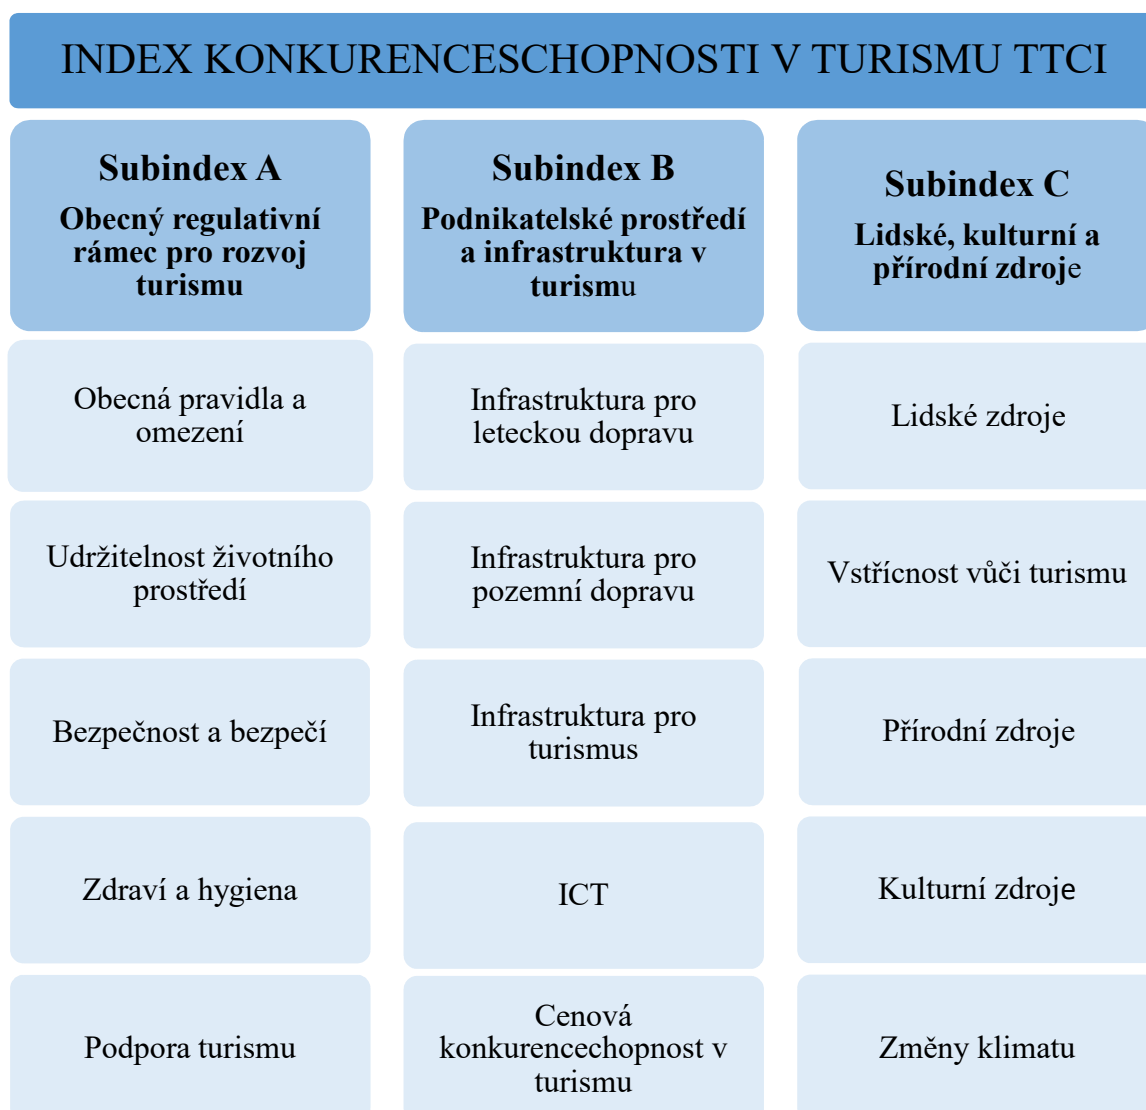 INDEX KONKURENCESCHOPNOSTI V TURISMU TTCI
Subindex A
Obecný regulativní
rámec pro rozvoj
turismu
Subindex B
Podnikatelské prostředí
a infrastruktura v
turismu
Subindex C
Lidské, kulturní a
přírodní zdroje
Obecná pravidla a
omezení
Infrastruktura pro
leteckou dopravu
Lidské zdroje
Udržitelnost životního
prostředí
Infrastruktura pro
pozemní dopravu
Vstřícnost vůči turismu
Bezpečnost a bezpečí
Infrastruktura pro
turismus
Přírodní zdroje
Zdraví a hygiena
ICT
Kulturní zdroje
Podpora turismu
Cenová
konkurencechopnost v
turismu
Změny klimatu